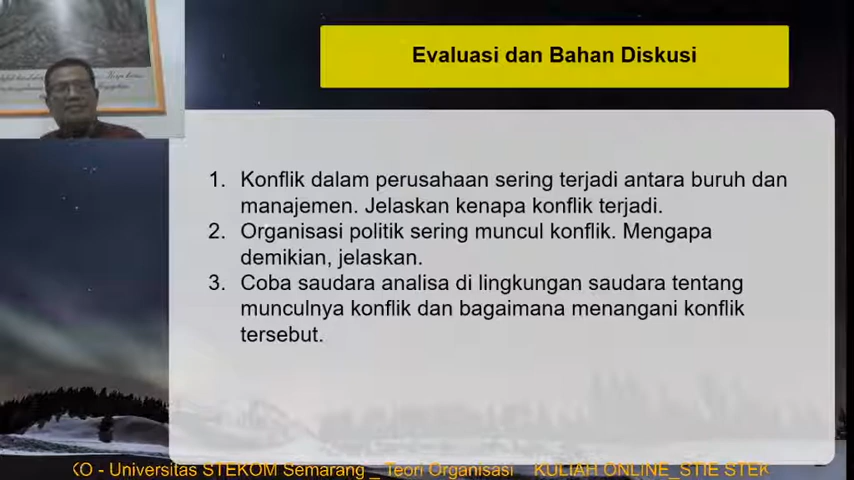 Evaluasi dan Bahan Diskusi
1. Konflik dalam perusahaan sering terjadi antara buruh dan
manajemen. Jelaskan kenapa konflik terjadi.
2. Organisasi politik sering muncul konflik. Mengapa
demikian, jelaskan.
3. Coba saudara analisa di lingkungan saudara tentang
munculnya konflik dan bagaimana menangani konflik
tersebut.
KO - Universitas STEKOM Semarang _ Teori Organisasi KULIAH ONLINE_STIE STEK